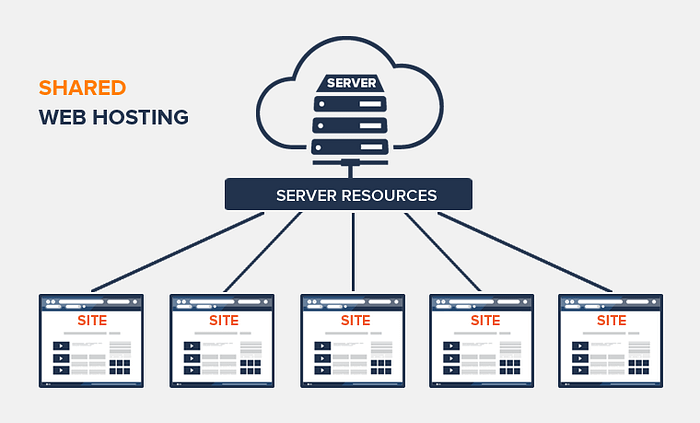 SHARED
WEB HOSTING
SERVER
SERVER RESOURCES
SITE
SITE
SITE
SITE
SITE